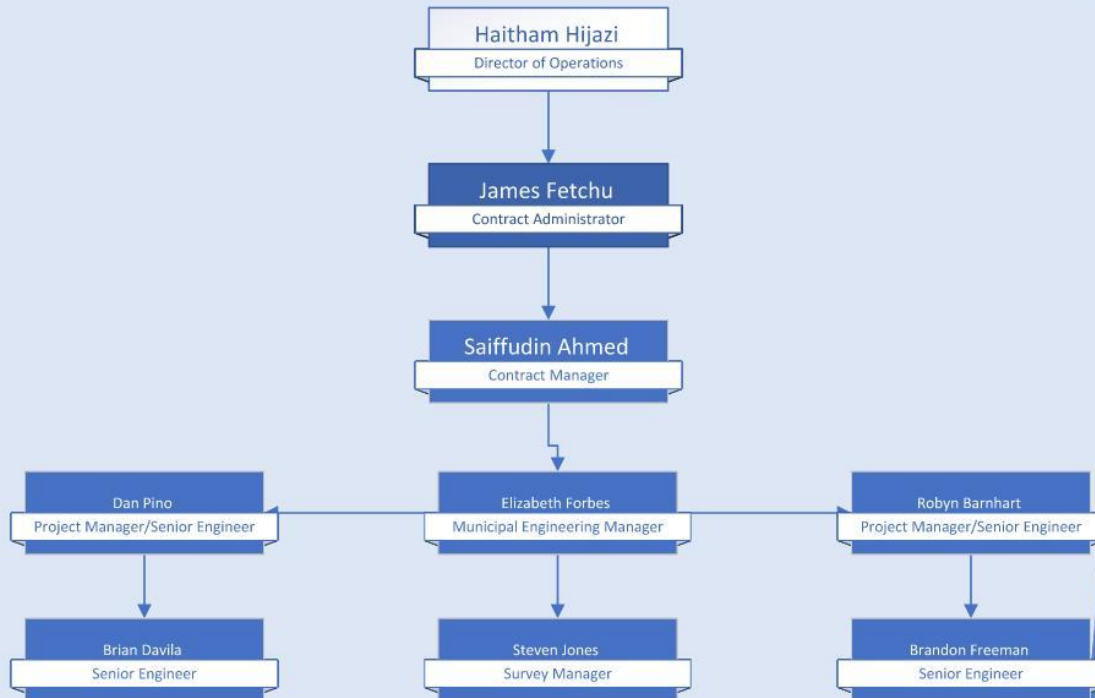 Haitham Hijazi
Director of Operations
James Fetchu
Contract Administrator
Saiffudin Ahmed
Contract Manager
Dan Pino
Project Manager/Senior Engineer
Elizabeth Forbes
Municipal Engineering Manager
Robyn Barnhart
Project Manager/Senior Engineer
Brian Davila
Senior Engineer
Steven Jones
Survey Manager
Brandon Freeman
Senior Engineer